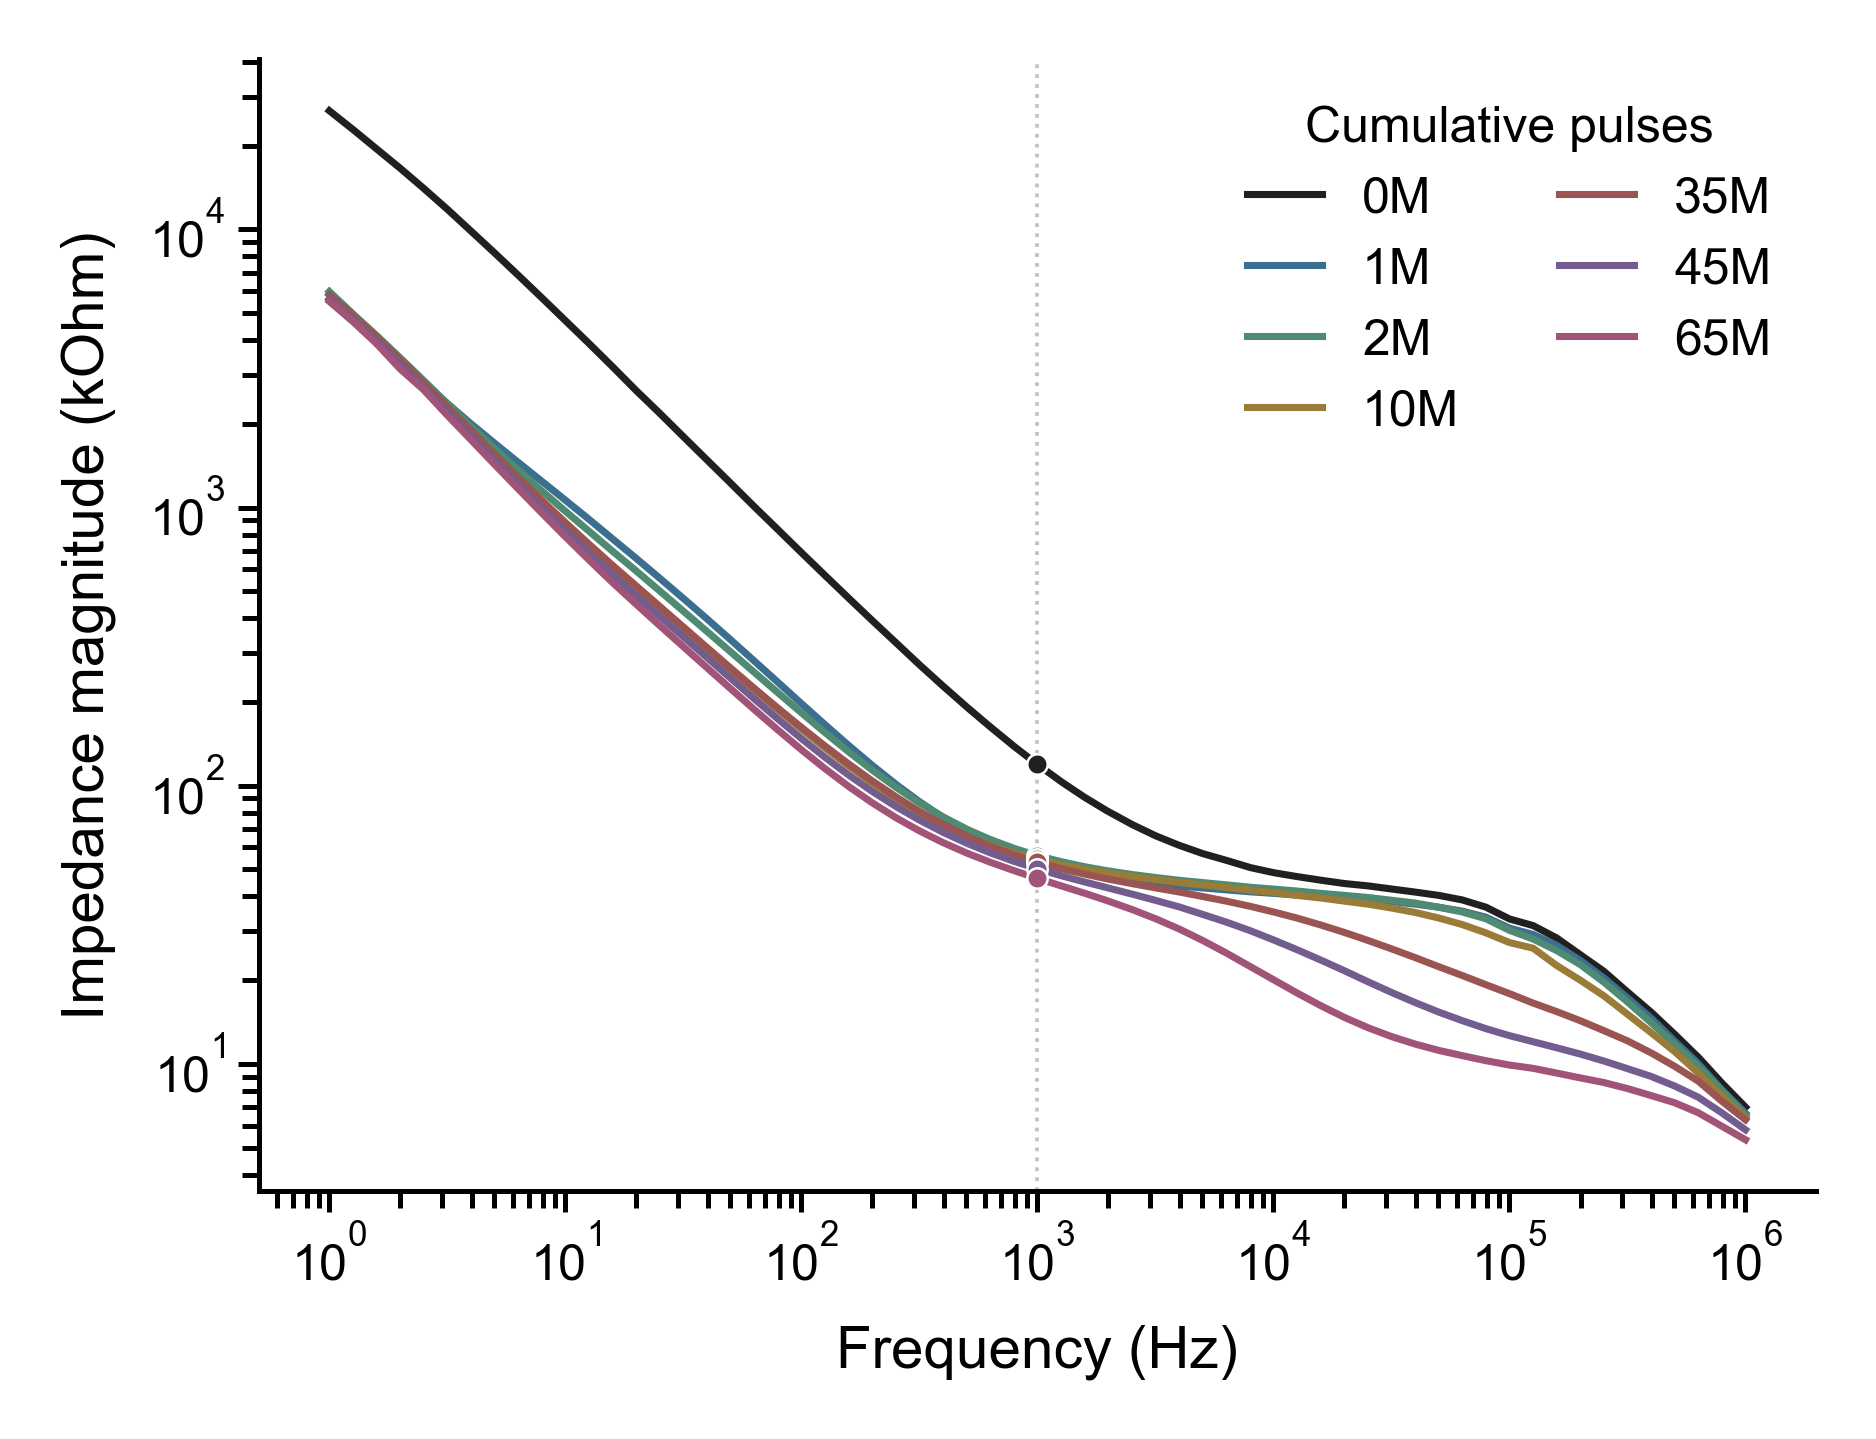 Cumulative pulses
0M
1M
2M
10M
35M
45M
65M
Impedance magnitude (kOhm)
10^4
10^3
10^2
10^1
10^0
10^1
10^2
10^3
10^4
10^5
10^6
Frequency (Hz)